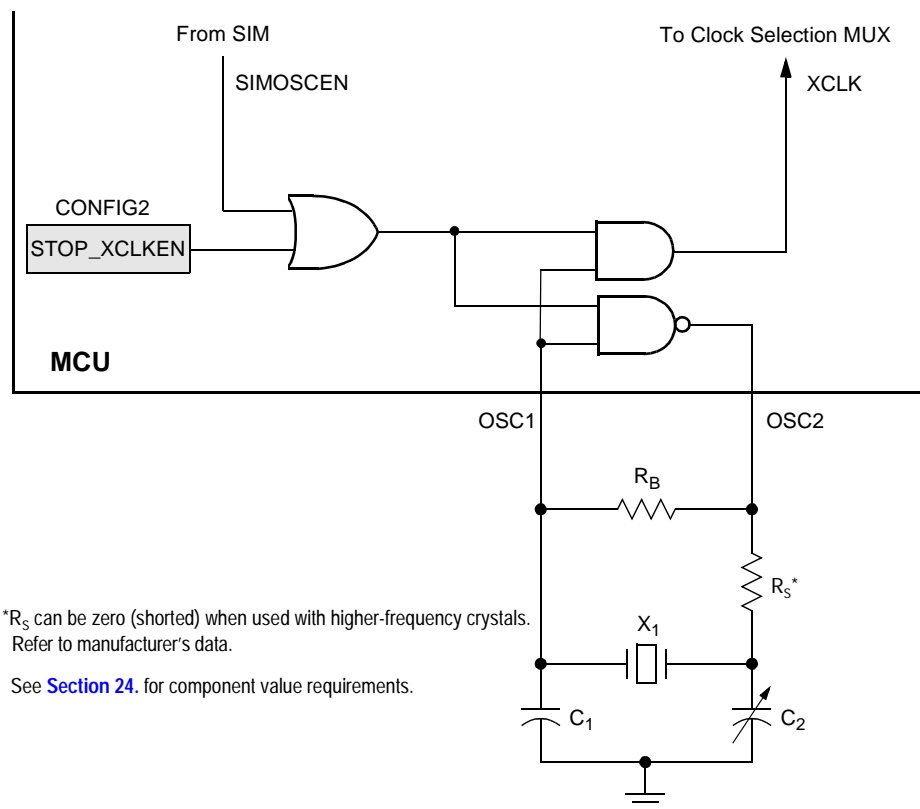 From SIM
To Clock Selection MUX
SIMOSCEN
XCLK
CONFIG2
STOP_XCLKEN
MCU
OSC1
OSC2
RB
RS*
*RS can be zero (shorted) when used with higher-frequency crystals.
Refer to manufacturer's data.
X1
See Section 24. for component value requirements.
C1
C2